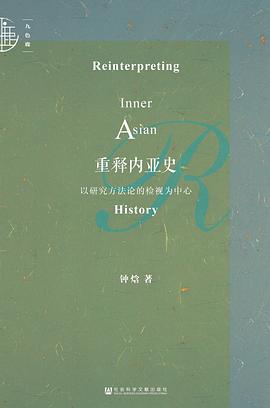 九色鹿
Reinterpreting
Inner
Asian
重释内亚史
以研究方法论的检视为中心
History
R
钟焓 著
社会科学文献出版社